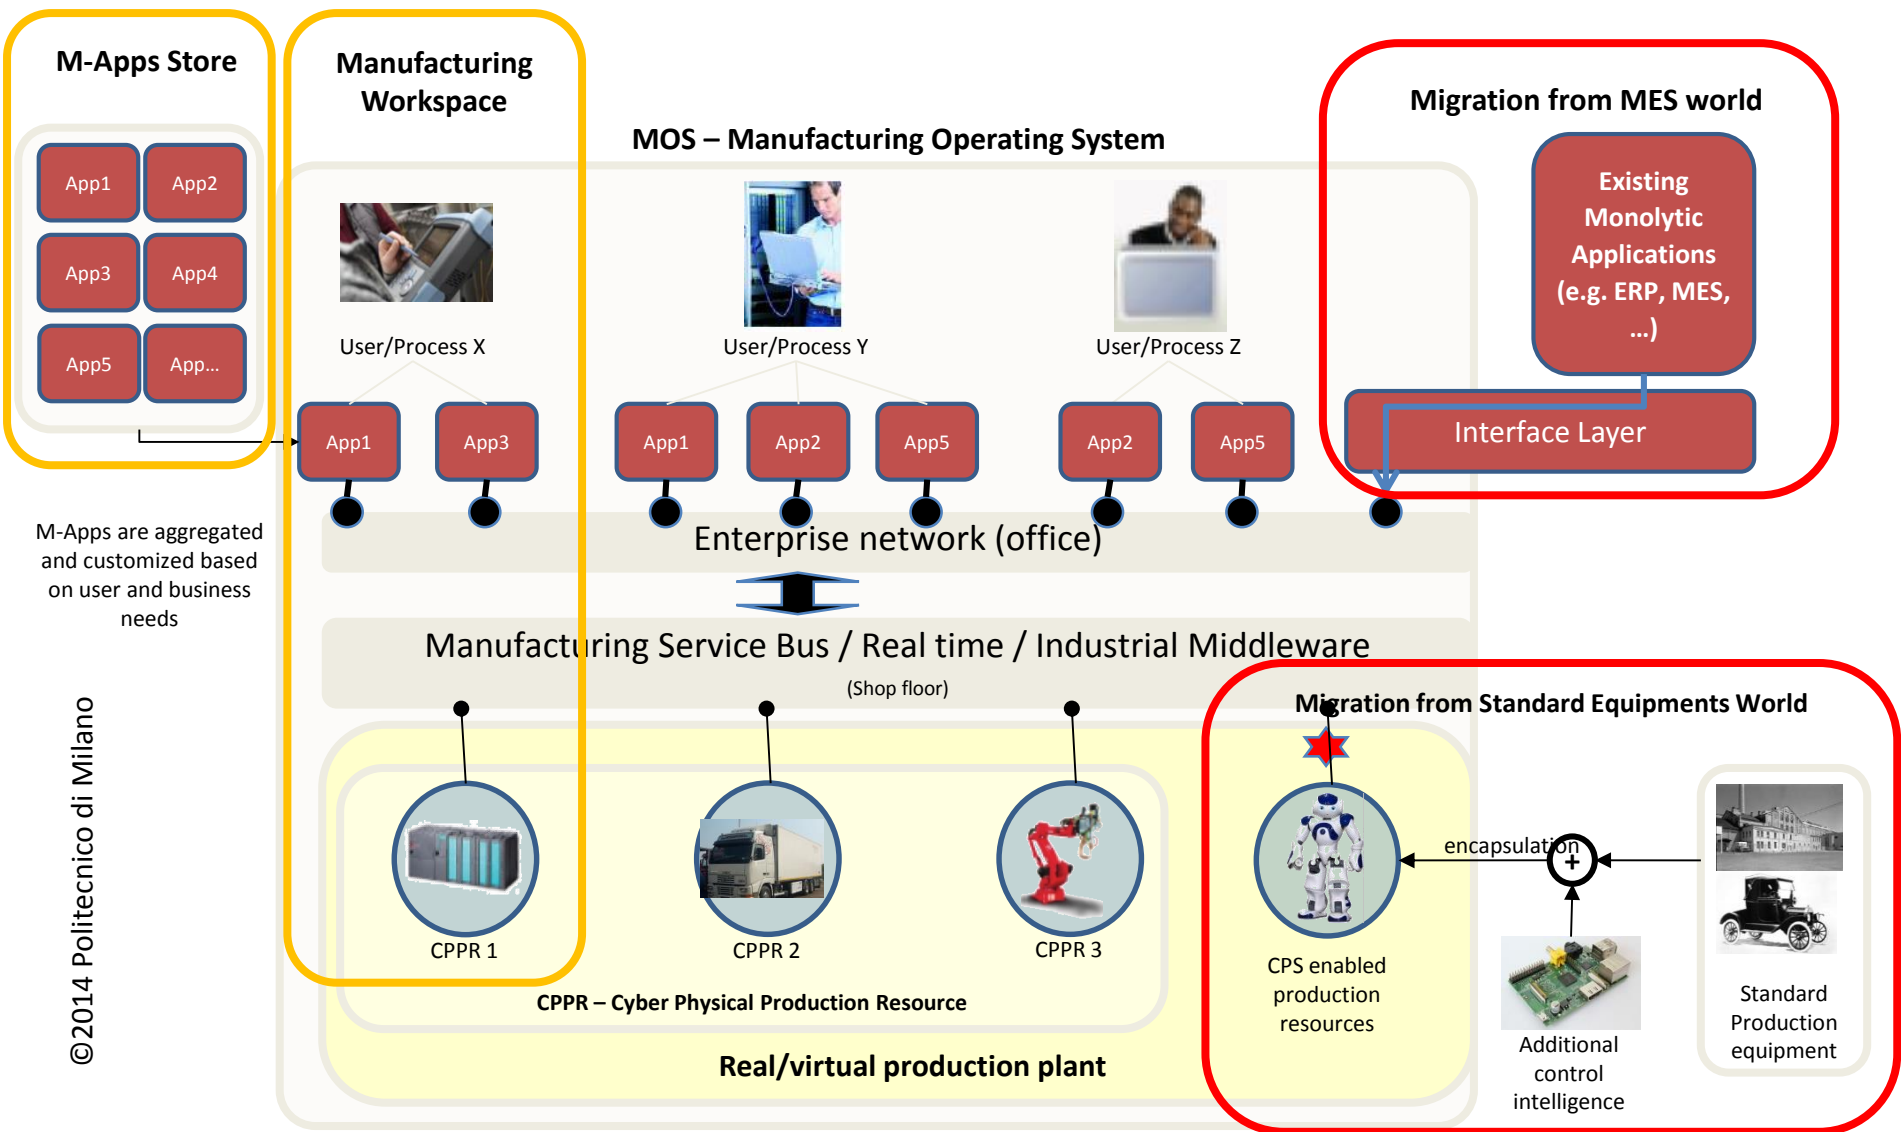 M-Apps Store
App1
App2
App3
App4
App5
App...
M-Apps are aggregated
and customized based
on user and business
needs
©2014 Politecnico di Milano
Manufacturing
Workspace
MOS – Manufacturing Operating System
User/Process X
User/Process Y
User/Process Z
App1
App3
App1
App2
App5
App2
App5
Migration from MES world
Existing
Monolytic
Applications
(e.g. ERP, MES,
...)
Interface Layer
Enterprise network (office)
Manufacturing Service Bus / Real time / Industrial Middleware
(Shop floor)
CPPR 1
CPPR 2
CPPR 3
CPPR – Cyber Physical Production Resource
Real/virtual production plant
Migration from Standard Equipments World
encapsulation
+
CPS enabled
production
resources
Additional
control
intelligence
Standard
Production
equipment